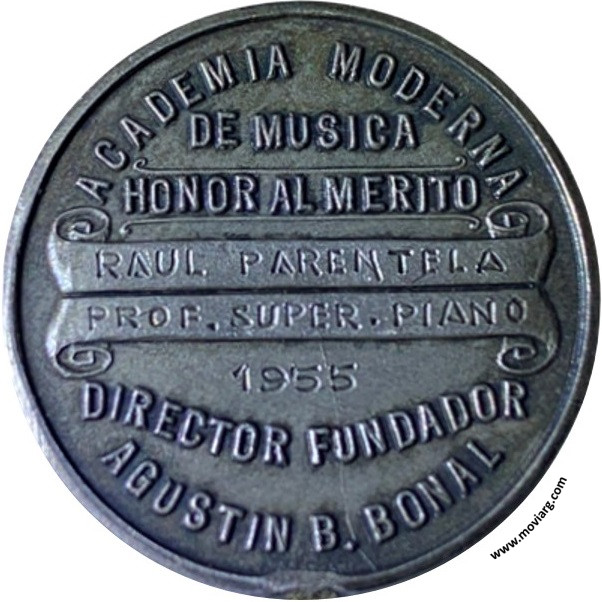 ACADEMIA MODERNA
DE MUSICA
HONOR AL MERITO
RAUL PARENTELA
PROF. SUPER. PIANO
1955
DIRECTOR FUNDADOR
AGUSTIN B. BONAL
www.moviarg.com